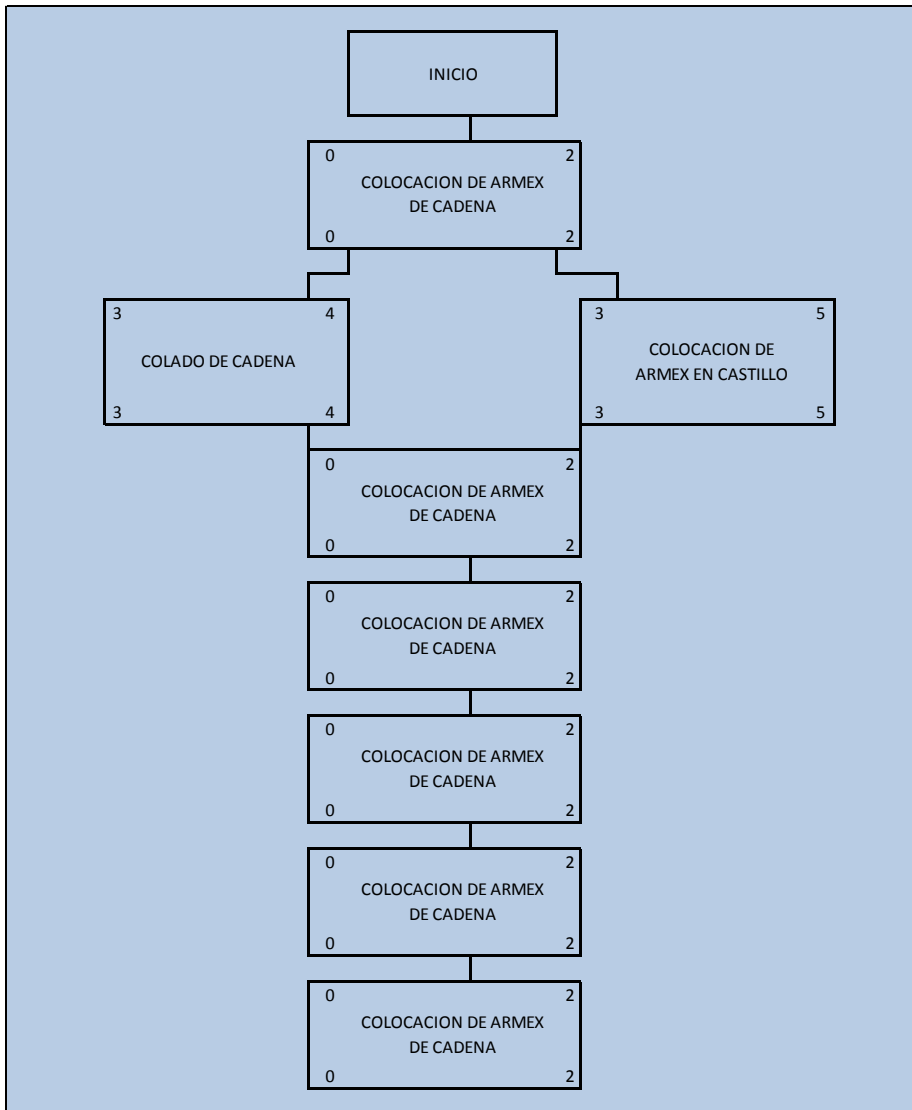 INICIO
0 2
COLOCACION DE ARMEX
DE CADENA
0 2
3 4
COLADO DE CADENA
3 4
3 5
COLOCACION DE
ARMEX EN CASTILLO
3 5
0 2
COLOCACION DE ARMEX
DE CADENA
0 2
0 2
COLOCACION DE ARMEX
DE CADENA
0 2
0 2
COLOCACION DE ARMEX
DE CADENA
0 2
0 2
COLOCACION DE ARMEX
DE CADENA
0 2
0 2
COLOCACION DE ARMEX
DE CADENA
0 2